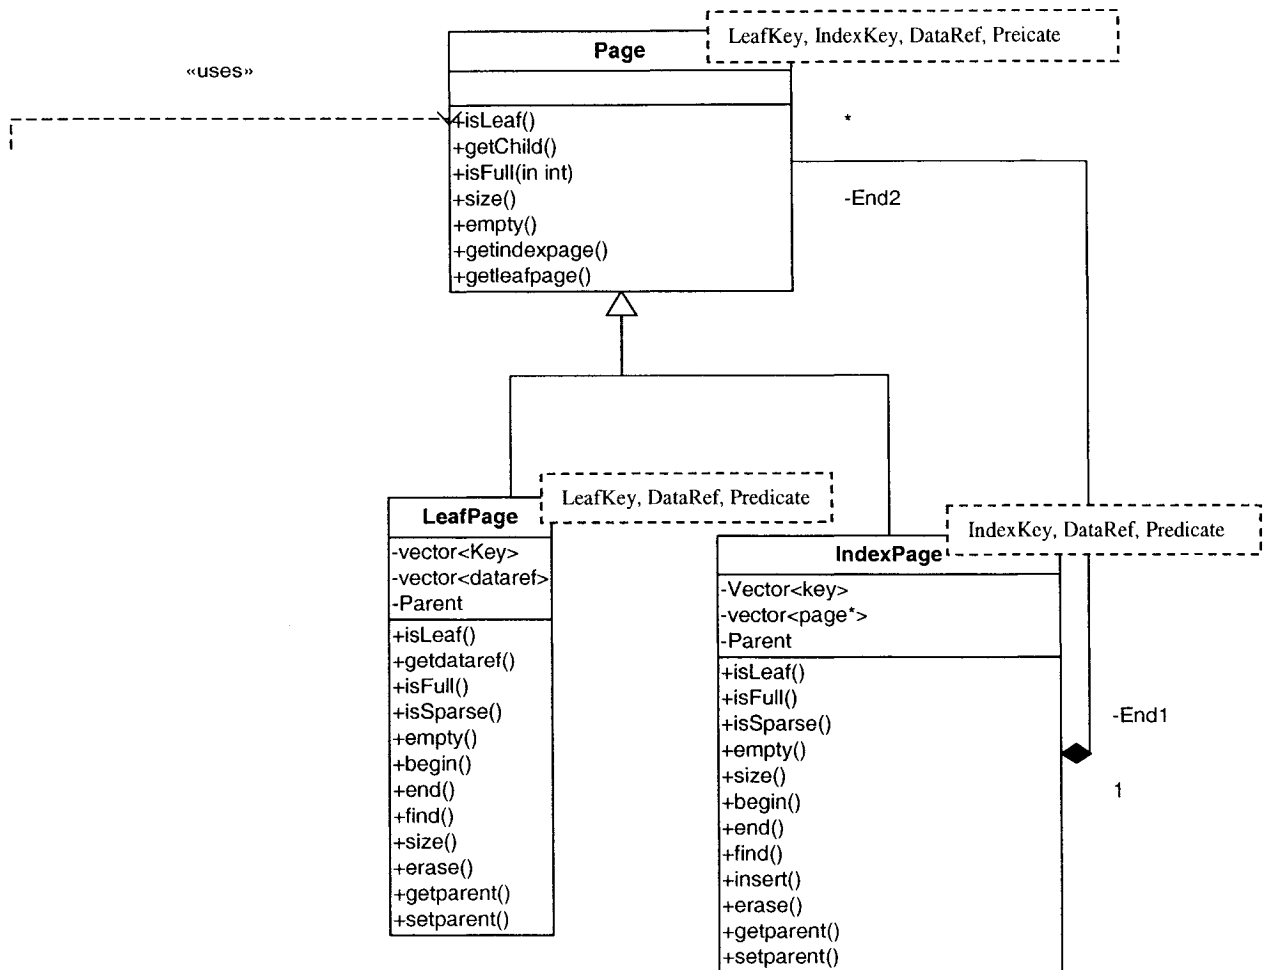 LeafKey, IndexKey, DataRef, Preicate
Page
«uses»
+isLeaf()
+getChild()
+isFull(in int)
+size()
+empty()
+getindexpage()
+getleafpage()
*
-End2
LeafKey, DataRef, Predicate
LeafPage
-vector<Key>
-vector<dataref>
-Parent
+isLeaf()
+getdataref()
+isFull()
+isSparse()
+empty()
+begin()
+end()
+find()
+size()
+erase()
+getparent()
+setparent()
IndexKey, DataRef, Predicate
IndexPage
-Vector<key>
-vector<page*>
-Parent
+isLeaf()
+isFull()
+isSparse()
+empty()
+size()
+begin()
+end()
+find()
+insert()
+erase()
+getparent()
+setparent()
-End1
1